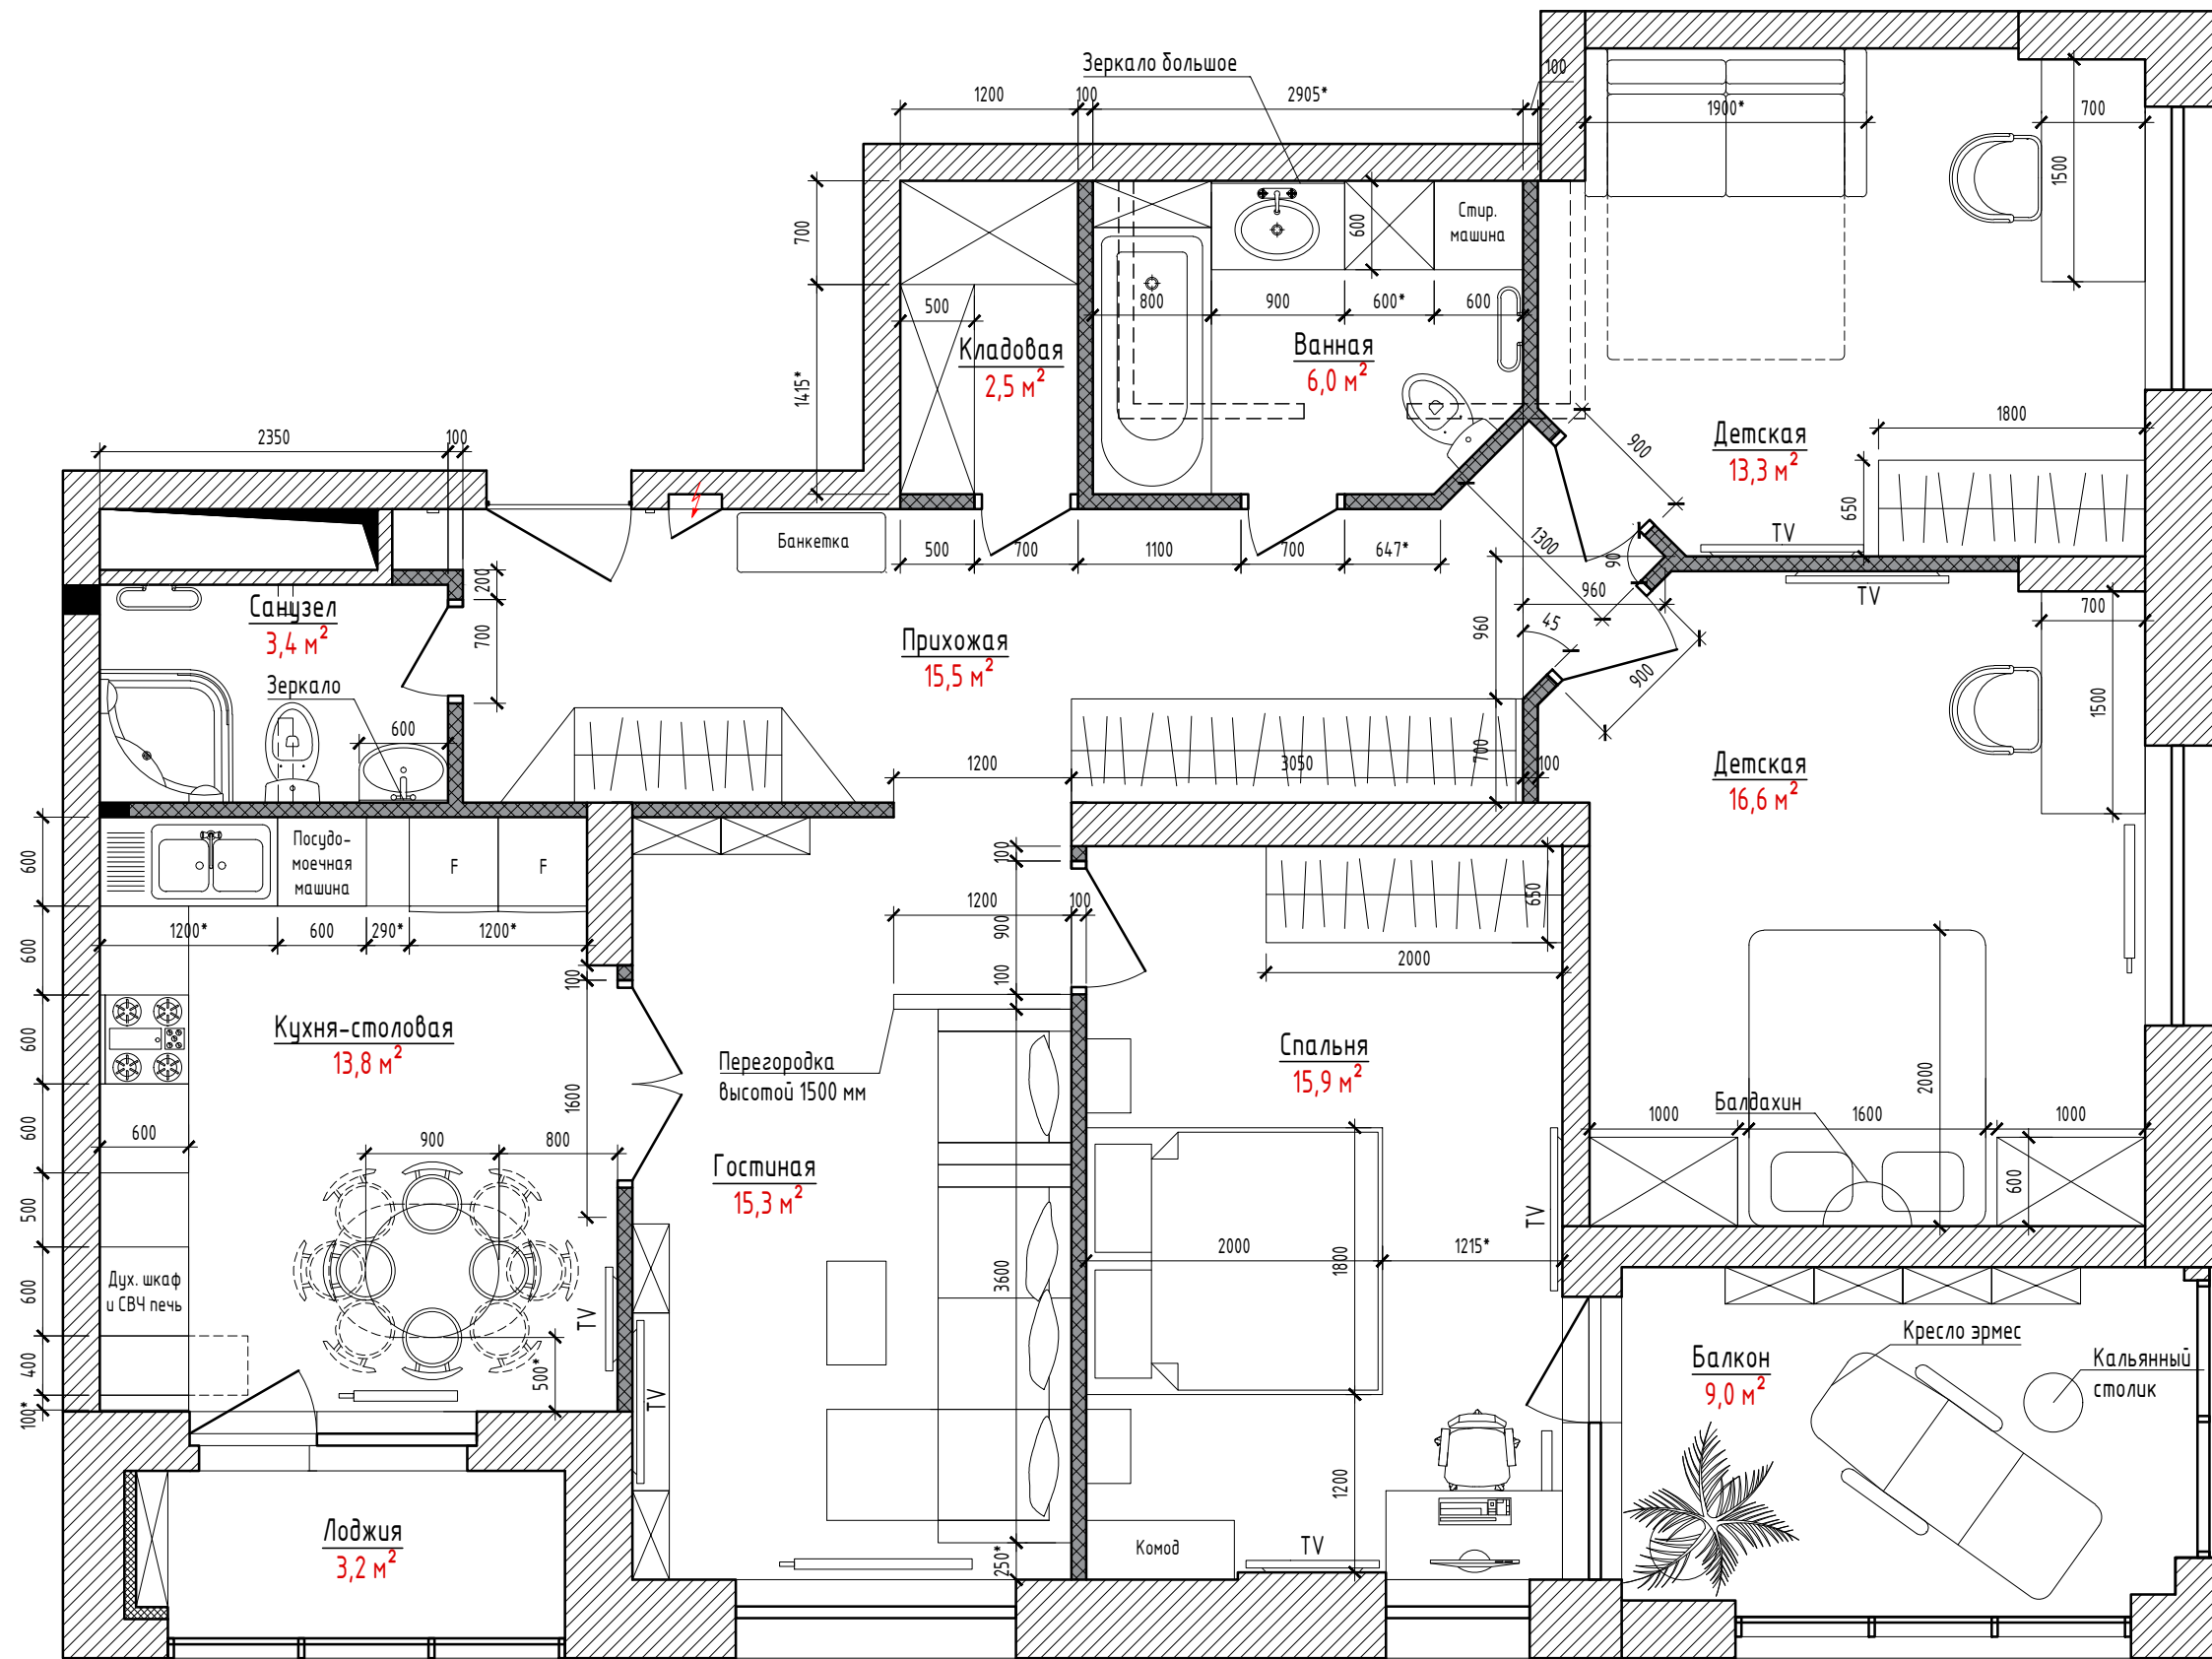 Зеркало большое
100
1200
100
2905*
1900*
700
1500
700
600
Стир.
машина
500
800
900
600*
600
Кладовая
2,5 м²
Ванная
6,0 м²
1415*
Детская
13,3 м²
1800
900
650
2350
100
Банкетка
500
700
1100
700
647*
1300
90
TV
TV
200
700
Санузел
3,4 м²
Зеркало
600
Прихожая
15,5 м²
960
960
45
900
700
1500
1200
3050
700
100
Детская
16,6 м²
600
Посудо-
моечная
машина
F
F
100
1200
100
900
650
600
1200*
600
290*
1200*
100
100
2000
Кухня-столовая
13,8 м²
600
1600
Перегородка
высотой 1500 мм
Спальня
15,9 м²
2000
Балдахин
1000
1600
1000
600
600
900
800
Гостиная
15,3 м²
600
500
Дух. шкаф
и СВЧ печь
600
TV
3600
2000
1800
1215*
TV
400
500*
100*
TV
Балкон
9,0 м²
Кресло эрмес
Кальянный
столик
1200
Лоджия
3,2 м²
250*
Комод
TV